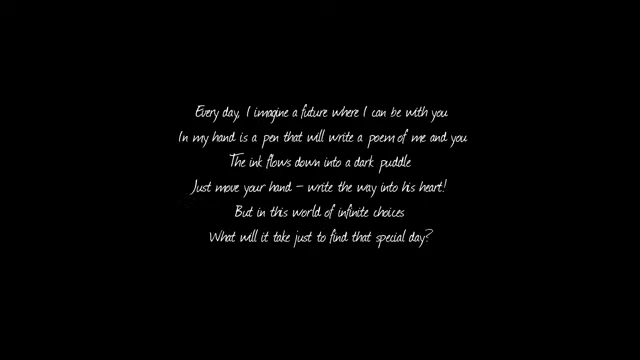 Every day, I imagine a future where I can be with you
In my hand is a pen that will write a poem of me and you
The ink flows down into a dark puddle
Just move your hand - write the way into his heart!
But in this world of infinite choices
What will it take just to find that special day?